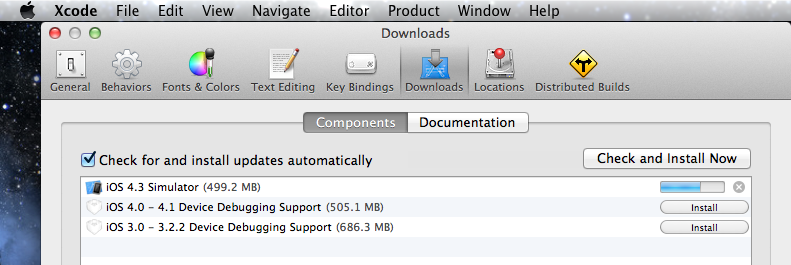 Xcode File Edit View Navigate Editor Product Window Help
Downloads
General Behaviors Fonts & Colors Text Editing Key Bindings Downloads Locations Distributed Builds
Components Documentation
Check for and install updates automatically Check and Install Now
iOS 4.3 Simulator (499.2 MB)
iOS 4.0 – 4.1 Device Debugging Support (505.1 MB) Install
iOS 3.0 – 3.2.2 Device Debugging Support (686.3 MB) Install